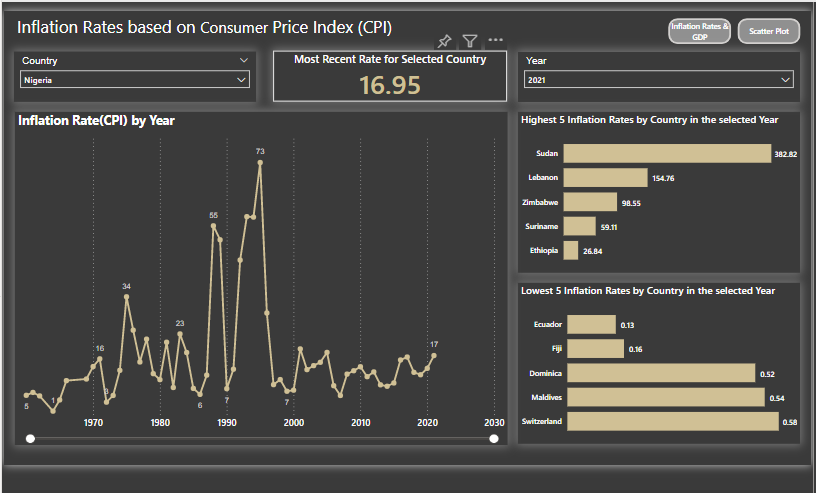 Inflation Rates based on Consumer Price Index (CPI)
Inflation Rates &
GDP
Scatter Plot
Country
Nigeria
Most Recent Rate for Selected Country
16.95
Year
2021
Inflation Rate(CPI) by Year
73
55
34
23
16
17
5
1
3
6
7
7
1970
1980
1990
2000
2010
2020
2030
Highest 5 Inflation Rates by Country in the selected Year
Sudan 382.82
Lebanon 154.76
Zimbabwe 98.55
Suriname 59.11
Ethiopia 26.84
Lowest 5 Inflation Rates by Country in the selected Year
Ecuador 0.13
Fiji 0.16
Dominica 0.52
Maldives 0.54
Switzerland 0.58